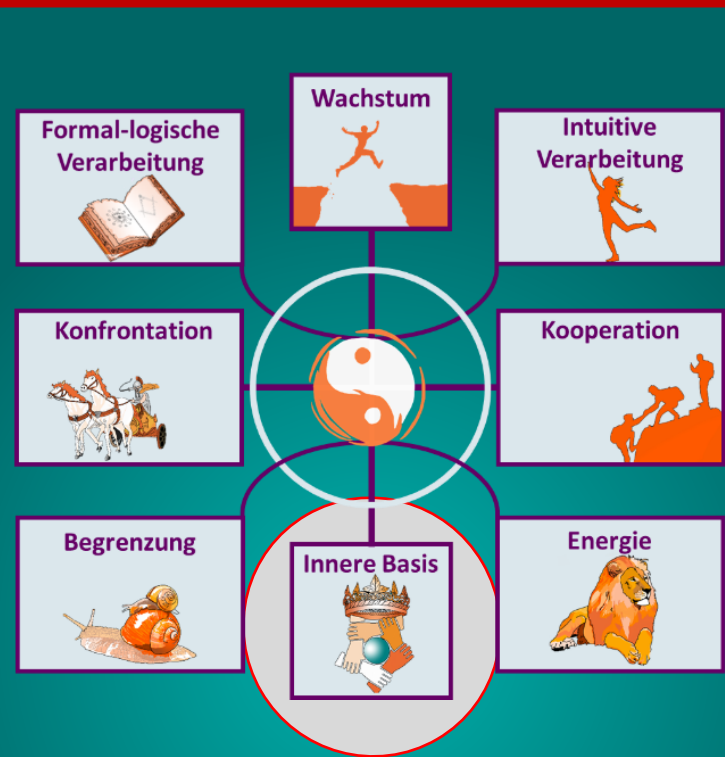 Wachstum
Formal-logische
Verarbeitung
Intuitive
Verarbeitung
Konfrontation
Kooperation
Begrenzung
Innere Basis
Energie